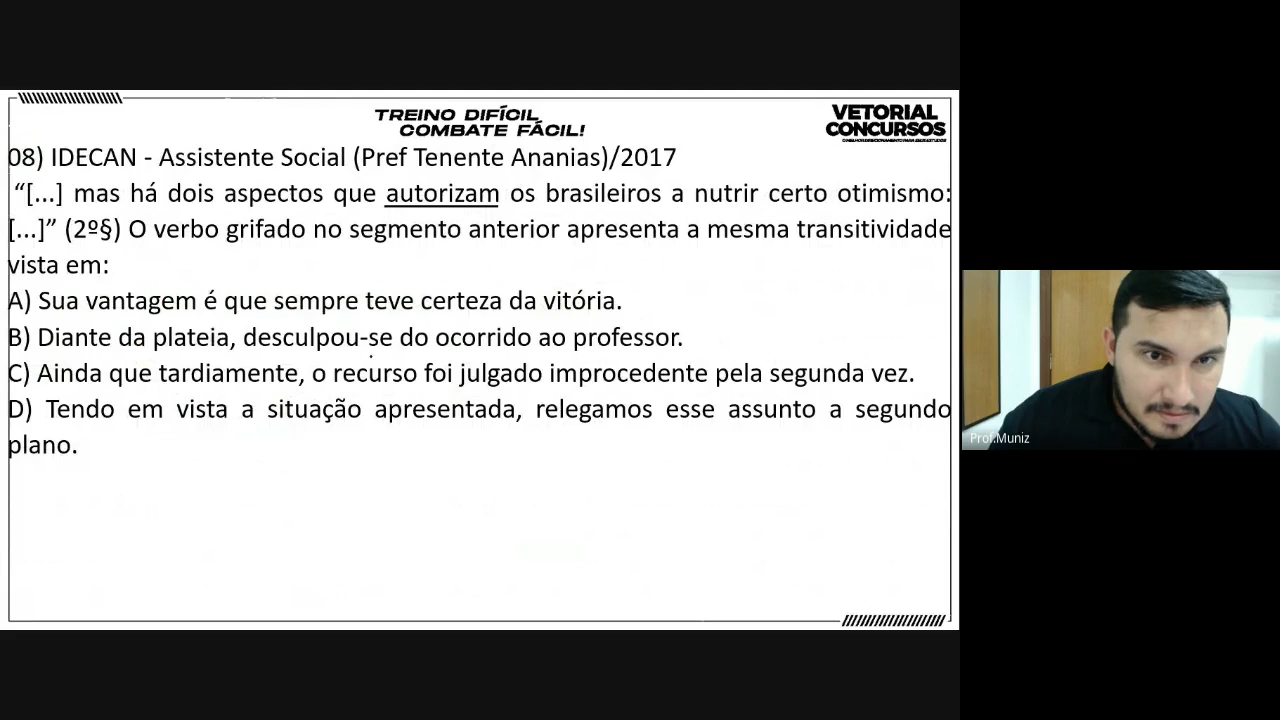 TREINO DIFÍCIL
COMBATE FÁCIL!
VETORIAL
CONCURSOS
08) IDECAN - Assistente Social (Pref Tenente Ananias)/2017
“[...] mas há dois aspectos que autorizam os brasileiros a nutrir certo otimismo:
[...]” (2º§) O verbo grifado no segmento anterior apresenta a mesma transitividade
vista em:
A) Sua vantagem é que sempre teve certeza da vitória.
B) Diante da plateia, desculpou-se do ocorrido ao professor.
C) Ainda que tardiamente, o recurso foi julgado improcedente pela segunda vez.
D) Tendo em vista a situação apresentada, relegamos esse assunto a segundo
plano.
Prof.Muniz